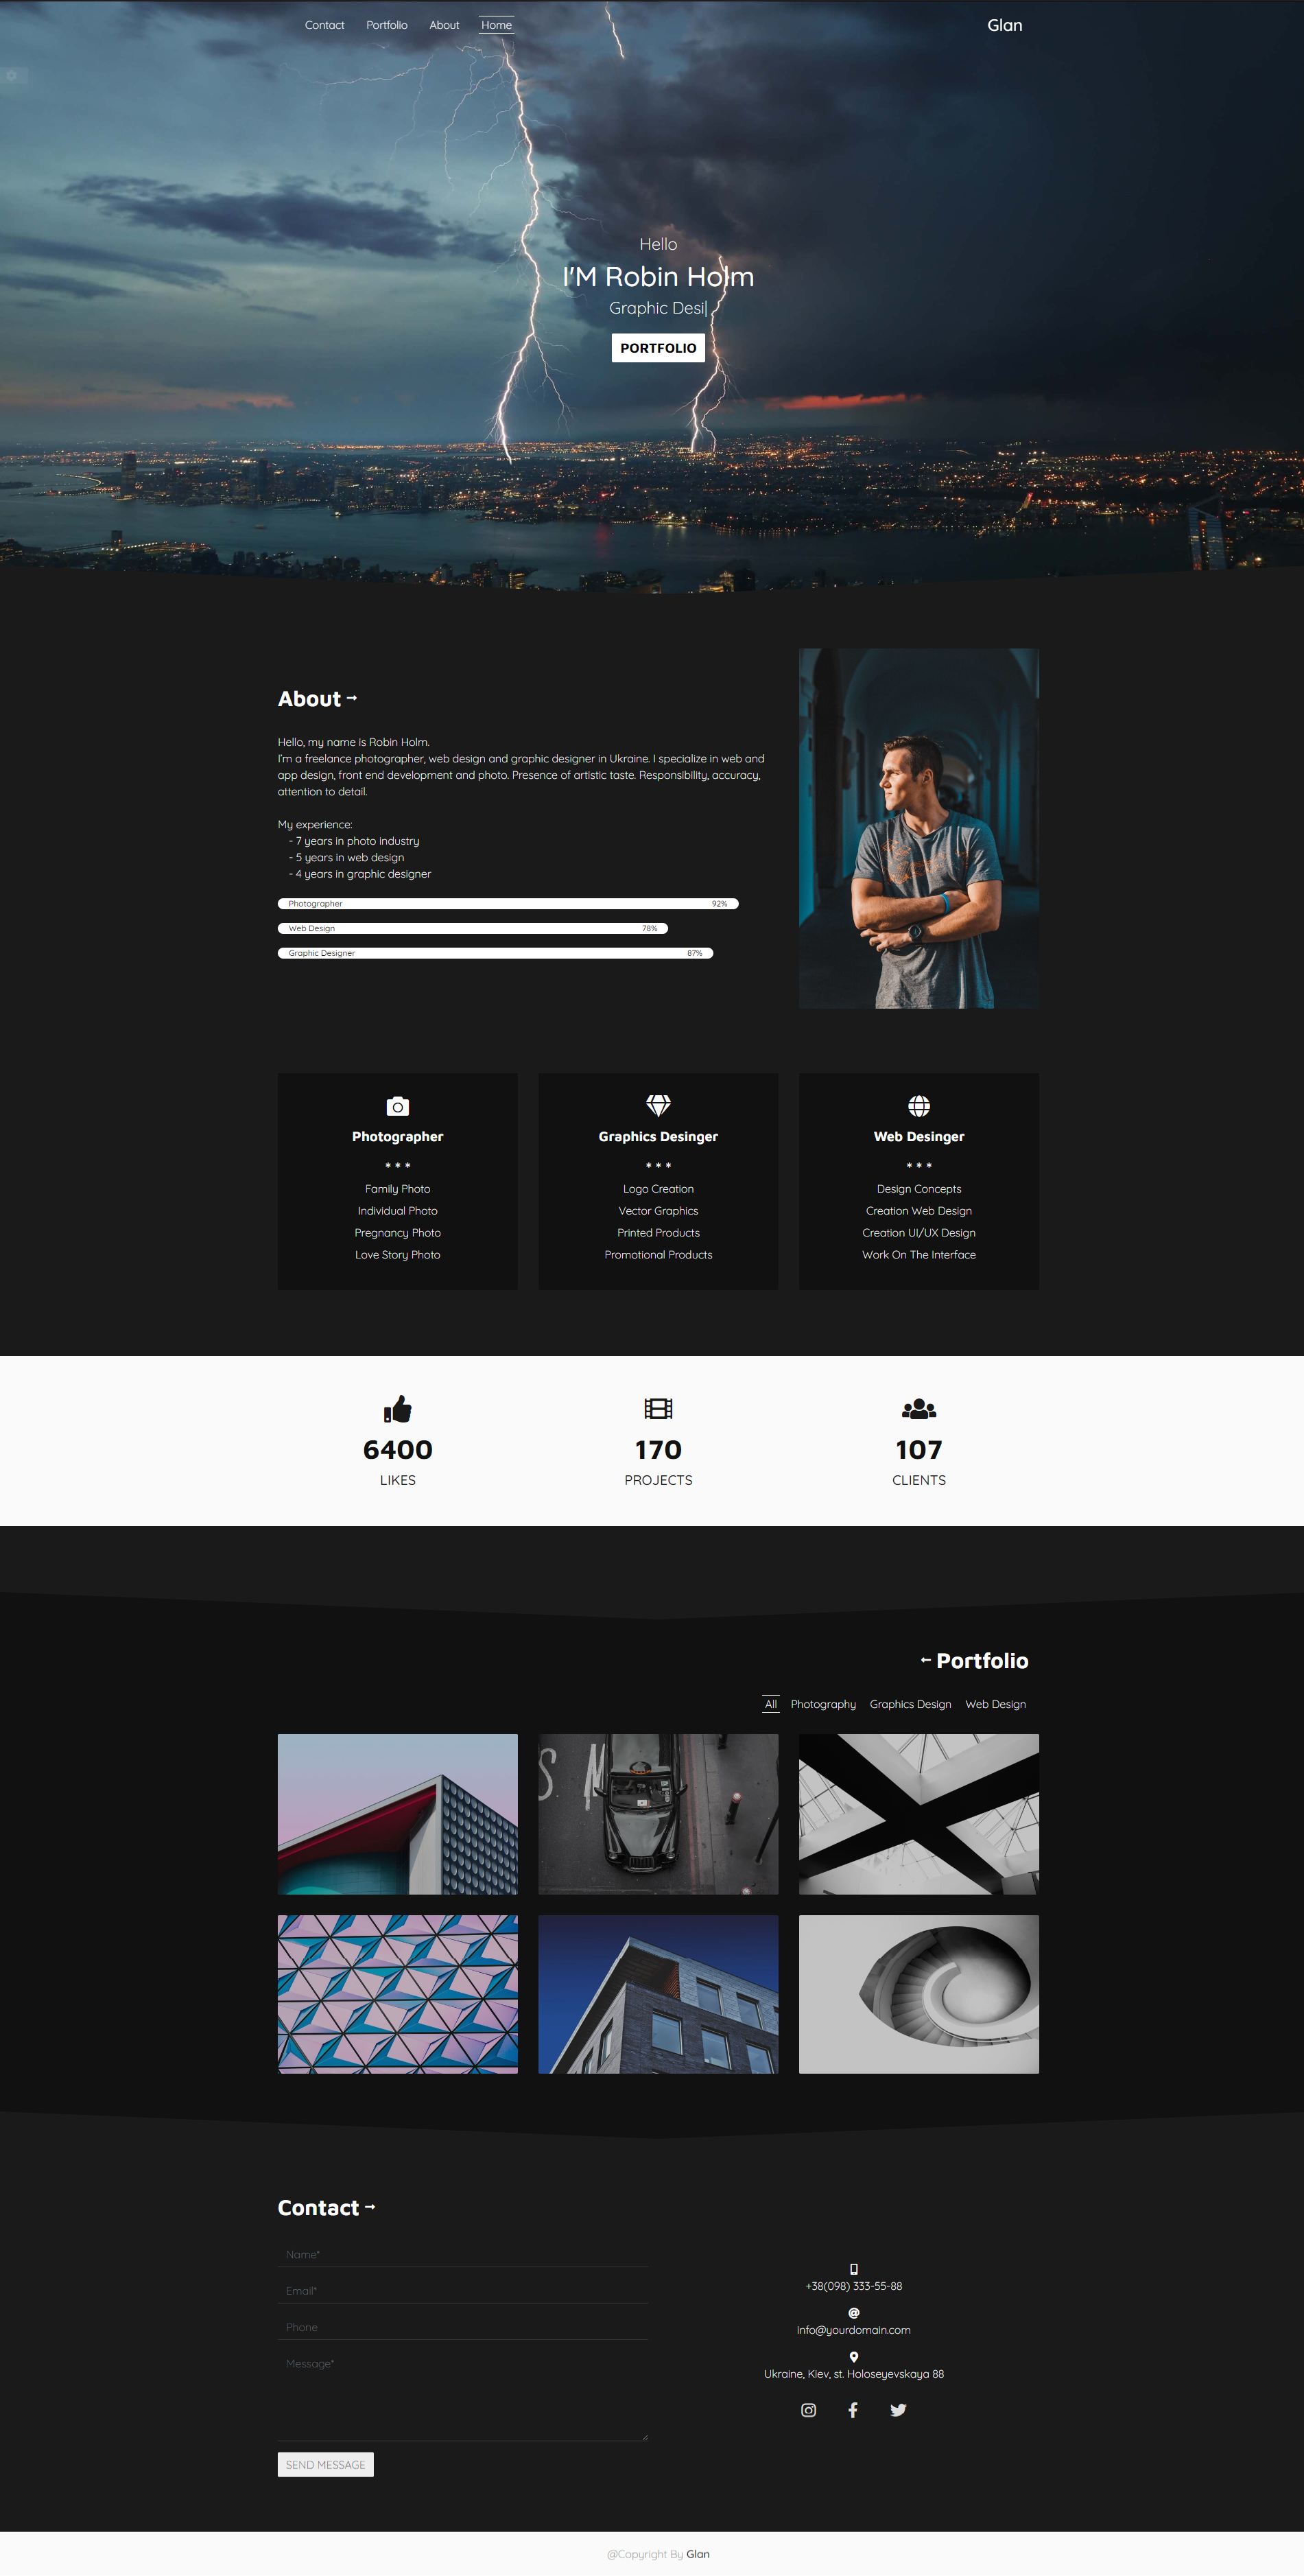 Contact Portfolio About Home
Glan
Hello
I'M Robin Holm
Graphic Desi|
PORTFOLIO
About
Hello, my name is Robin Holm.
I'm a freelance photographer, web design and graphic designer in Ukraine. I specialize in web and
app design, front end development and photo. Presence of artistic taste. Responsibility, accuracy,
attention to detail.
My experience:
- 7 years in photo industry
- 5 years in web design
- 4 years in graphic designer
Photographer 92%
Web Design 78%
Graphic Designer 87%
Photographer
* * *
Family Photo
Individual Photo
Pregnancy Photo
Love Story Photo
Graphics Desinger
* * *
Logo Creation
Vector Graphics
Printed Products
Promotional Products
Web Desinger
* * *
Design Concepts
Creation Web Design
Creation UI/UX Design
Work On The Interface
6400
LIKES
170
PROJECTS
107
CLIENTS
Portfolio
All Photography Graphics Design Web Design
Contact
Name*
Email*
Phone
Message*
SEND MESSAGE
+38(098) 333-55-88
info@yourdomain.com
Ukraine, Kiev, st. Holoseyevskaya 88
@Copyright By Glan